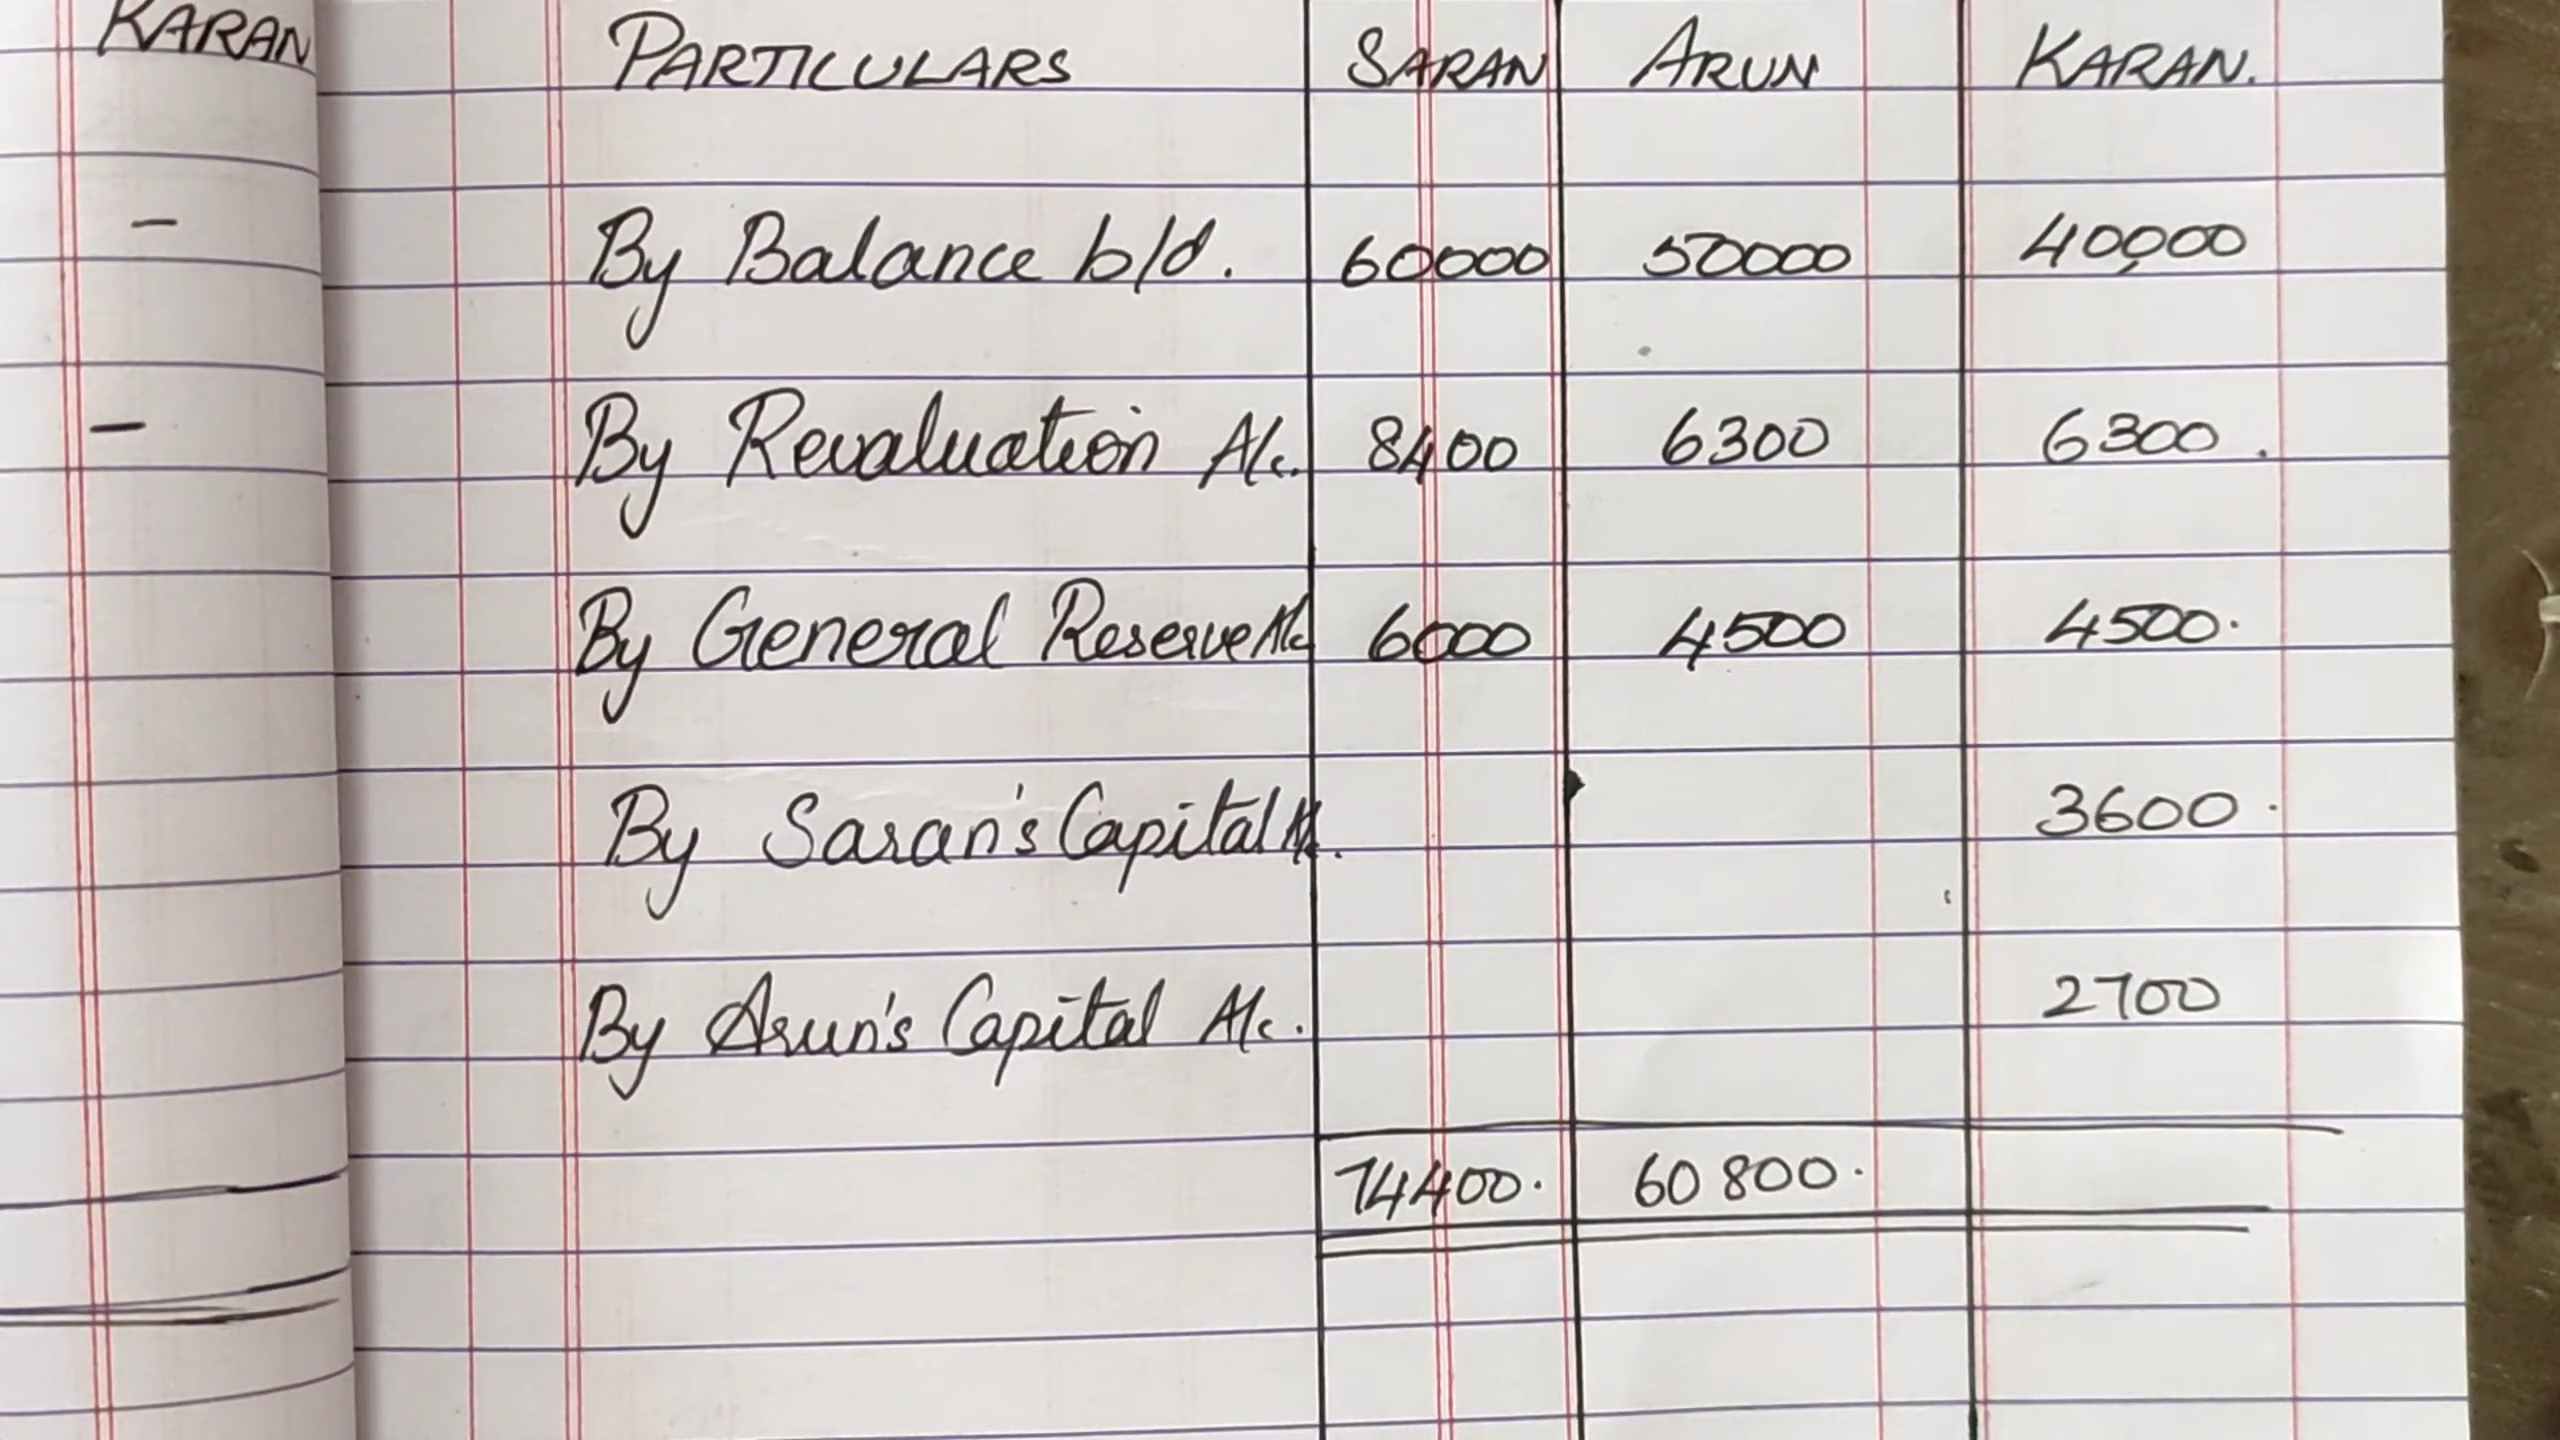 KARAN
—
—
PARTICULARS SARAN ARUN KARAN.
By Balance b/d. 60000 50000 40000
By Revaluation A/c. 8400 6300 6300.
By General Reserve A/c 6000 4500 4500.
By Saran's Capital A/c. 3600.
By Arun's Capital A/c. 2700
74400. 60800.